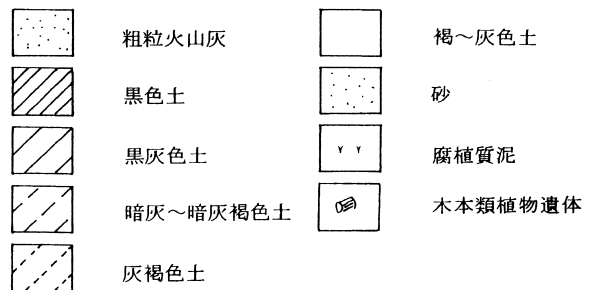 粗粒火山灰
黒色土
黒灰色土
暗灰〜暗灰褐色土
灰褐色土
褐〜灰色土
砂
腐植質泥
木本類植物遺体